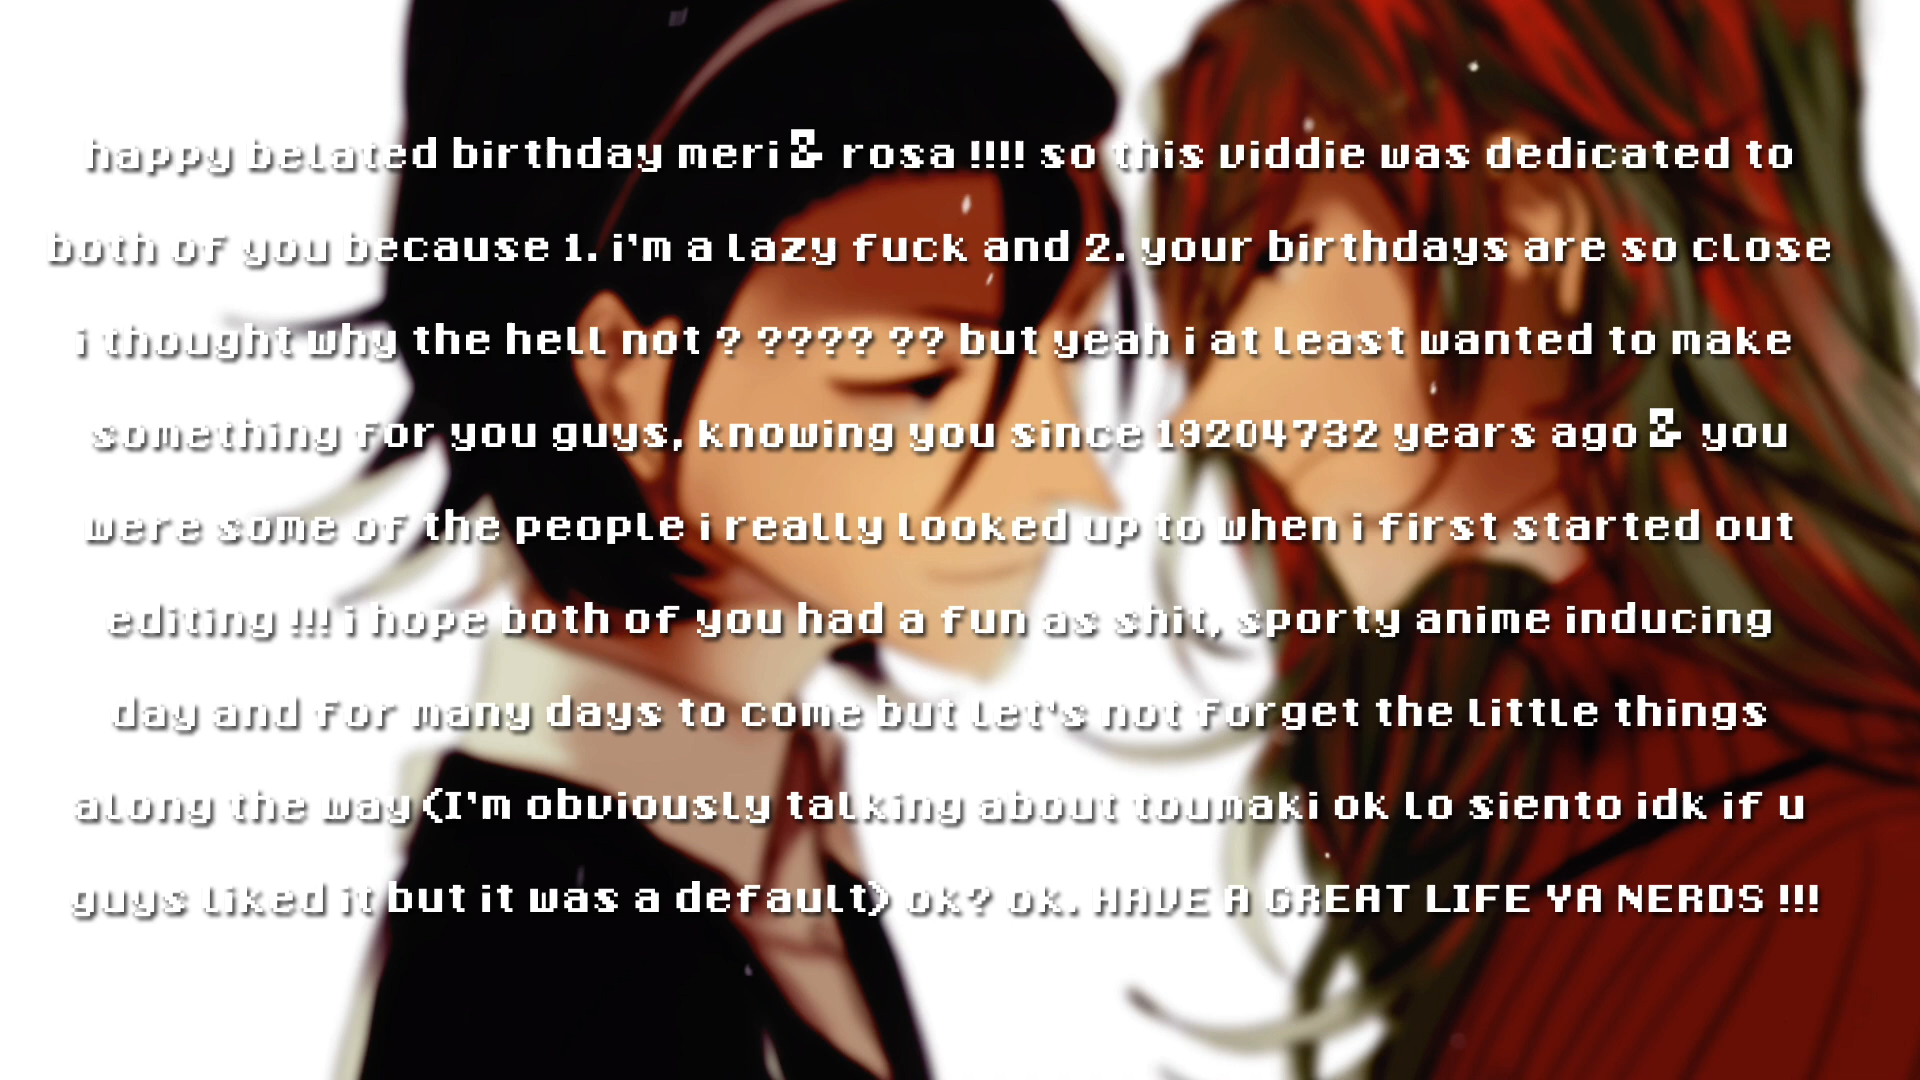 happy belated birthday meri & rosa !!!! so this viddie was dedicated to
both of you because 1. i'm a lazy fuck and 2. your birthdays are so close
i thought why the hell not ? ???? ?? but yeah i at least wanted to make
something for you guys, knowing you since 19204732 years ago & you
were some of the people i really looked up to when i first started out
editing !!! i hope both of you had a fun as shit, sporty anime inducing
day and for many days to come but let's not forget the little things
along the way (I'm obviously talking about toumaki ok lo siento idk if u
guys liked it but it was a default) ok? ok. HAVE A GREAT LIFE YA NERDS !!!